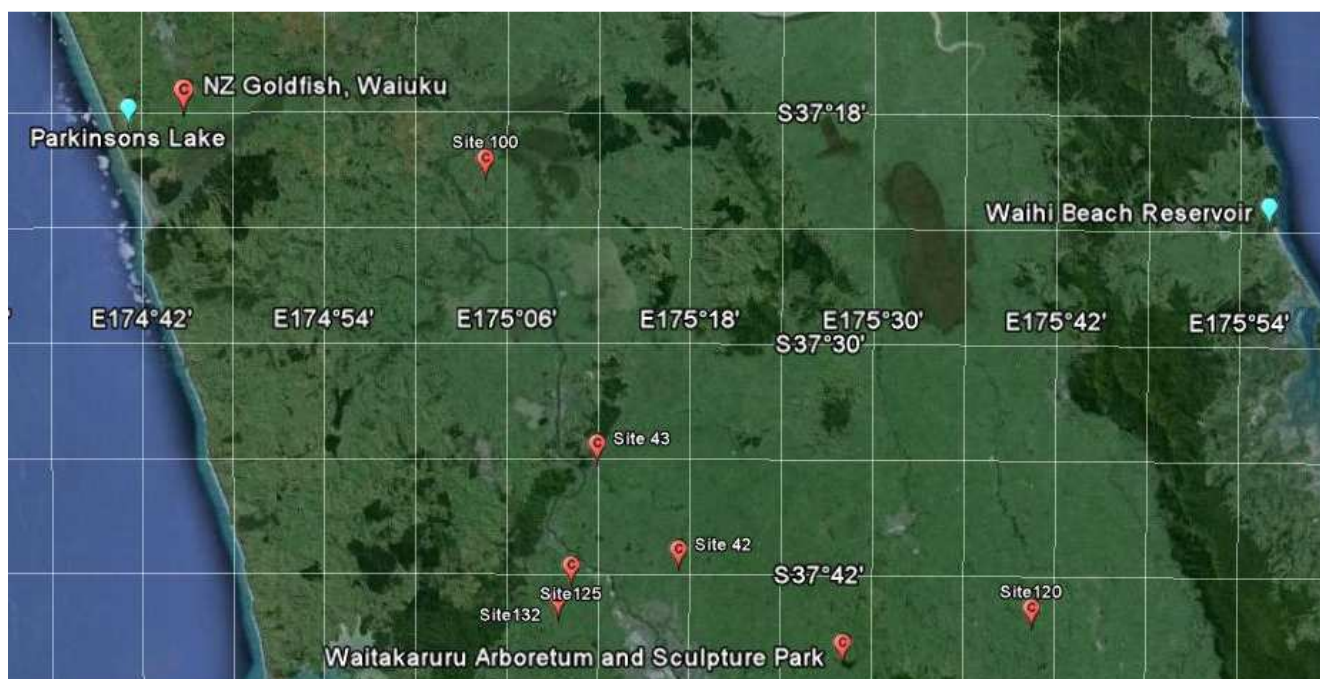 NZ Goldfish, Waiuku
S37°18'
Parkinsons Lake
Site 100
Waihi Beach Reservoir
E174°42'
E174°54'
E175°06'
E175°18'
E175°30'
E175°42'
E175°54'
S37°30'
Site 43
Site 42
S37°42'
Site125
Site132
Site120
Waitakaruru Arboretum and Sculpture Park